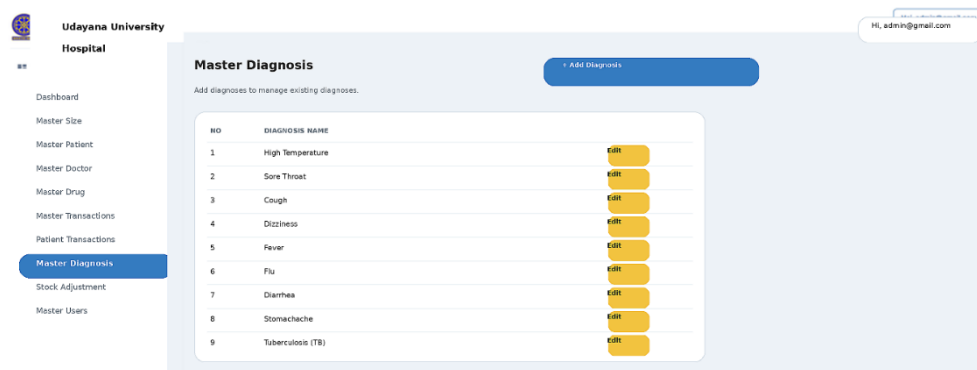 Udayana University
Hospital
Hi, admin@gmail.com
Dashboard
Master Size
Master Patient
Master Doctor
Master Drug
Master Transactions
Patient Transactions
Master Diagnosis
Stock Adjustment
Master Users
Master Diagnosis
+ Add Diagnosis
Add diagnoses to manage existing diagnoses.
NO DIAGNOSIS NAME
1 High Temperature Edit
2 Sore Throat Edit
3 Cough Edit
4 Dizziness Edit
5 Fever Edit
6 Flu Edit
7 Diarrhea Edit
8 Stomachache Edit
9 Tuberculosis (TB) Edit